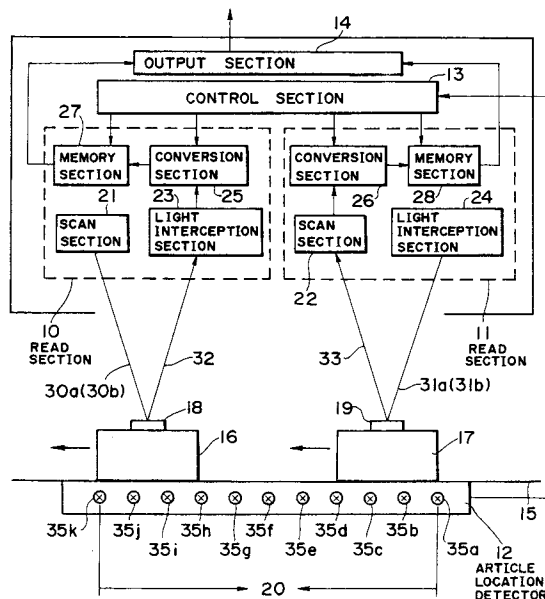 14
OUTPUT SECTION
13
CONTROL SECTION
27
MEMORY SECTION
CONVERSION SECTION
CONVERSION SECTION
MEMORY SECTION
21
23
25
26
28
24
SCAN SECTION
LIGHT INTERCEPTION SECTION
SCAN SECTION
LIGHT INTERCEPTION SECTION
22
10
READ SECTION
11
READ SECTION
32
33
30a(30b)
31a(31b)
18
16
19
17
35k
35j
35i
35h
35g
35f
35e
35d
35c
35b
35a
12
15
ARTICLE LOCATION DETECTOR
20